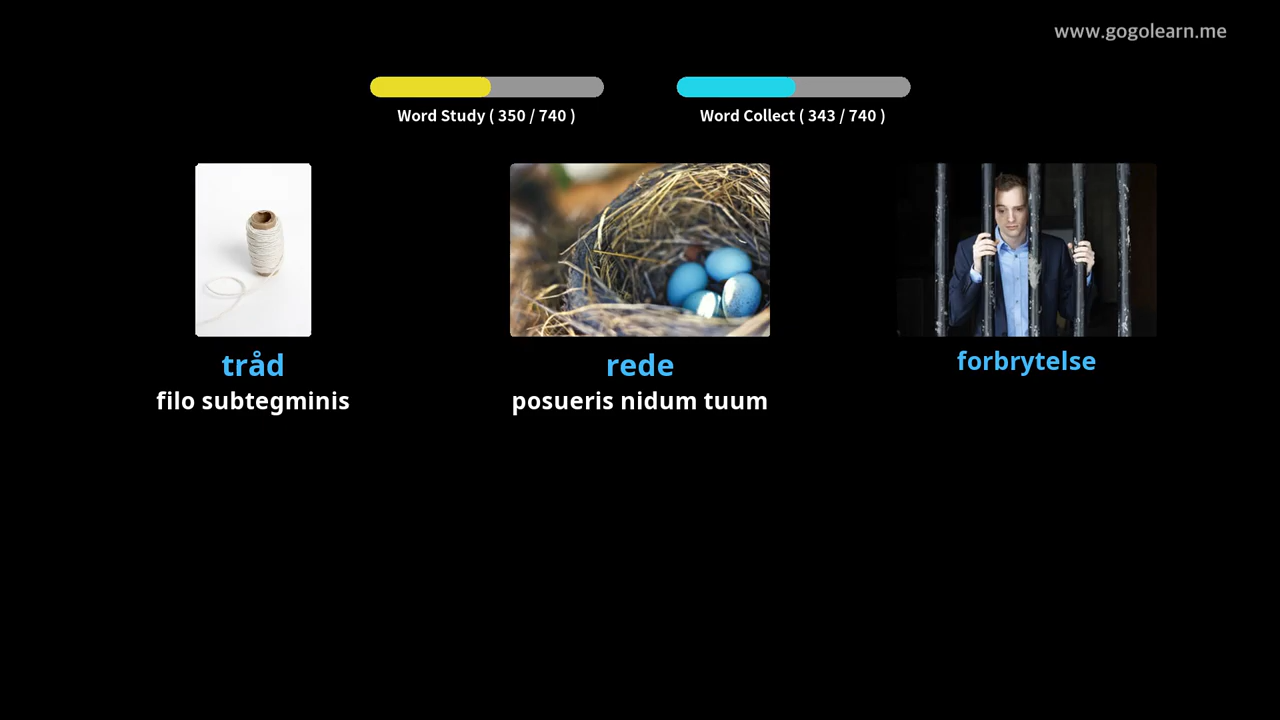 www.gogolearn.me
Word Study ( 350 / 740 )
Word Collect ( 343 / 740 )
tråd
filo subtegminis
rede
posueris nidum tuum
forbrytelse